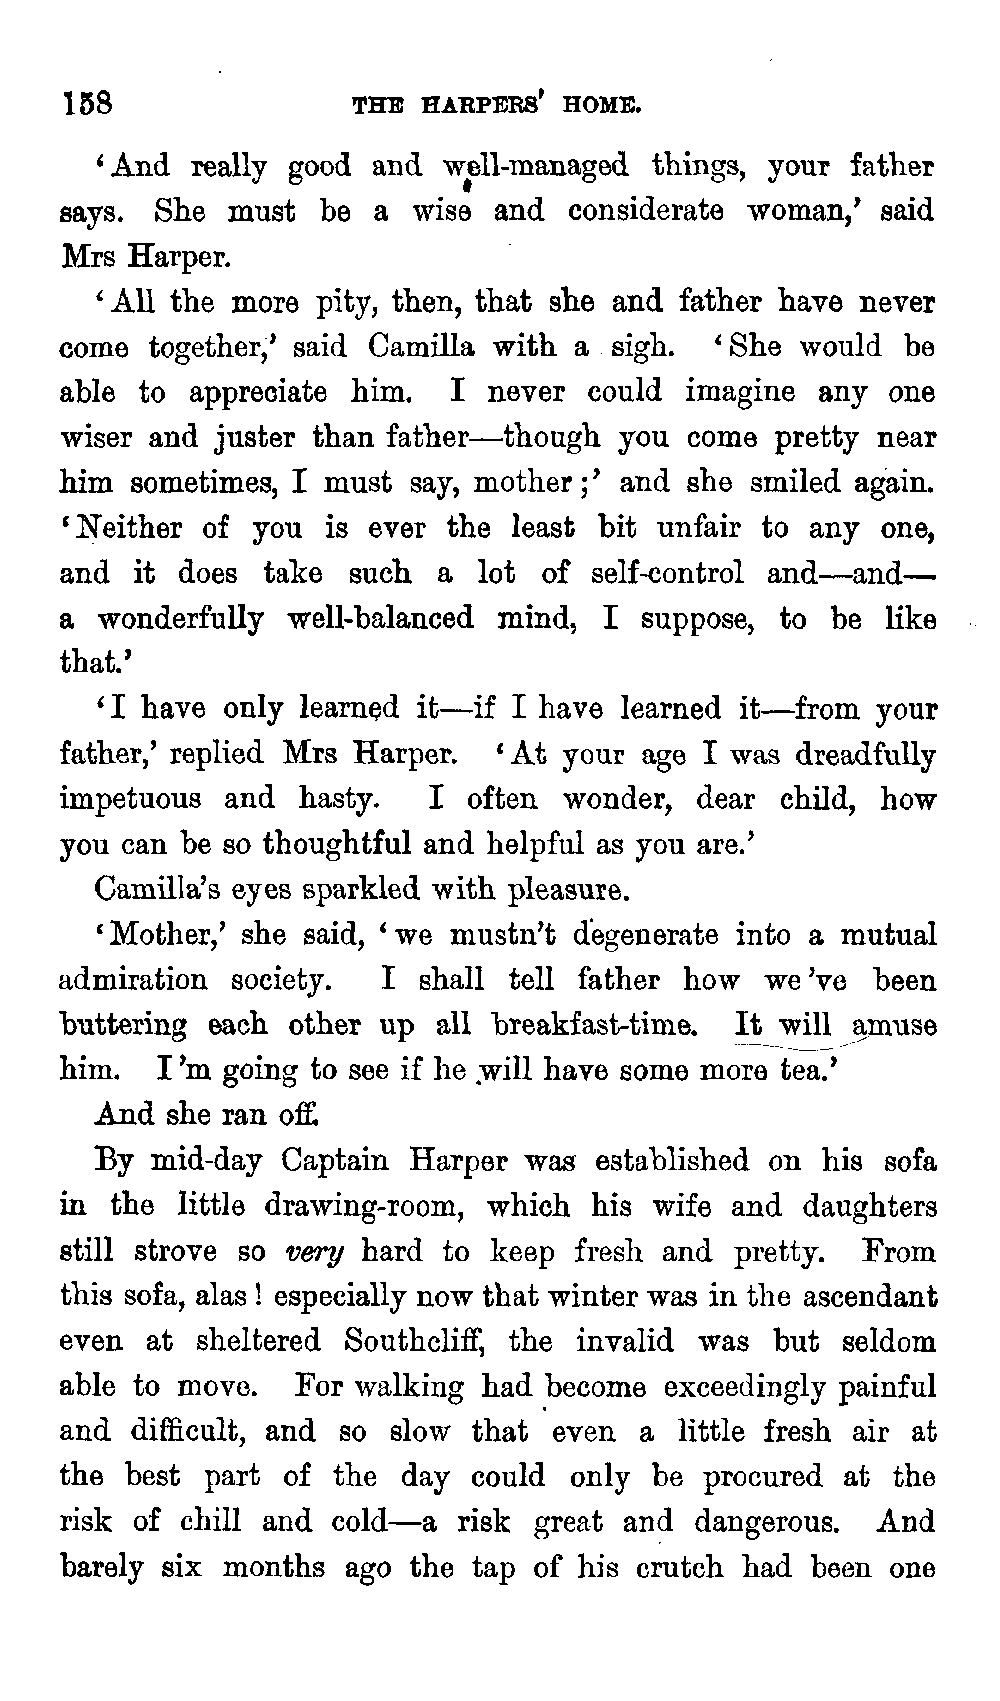 158 THE HARPERS' HOME.
‘And really good and well-managed things, your father
says. She must be a wise and considerate woman,’ said
Mrs Harper.
‘All the more pity, then, that she and father have never
come together,’ said Camilla with a sigh. ‘She would be
able to appreciate him. I never could imagine any one
wiser and juster than father—though you come pretty near
him sometimes, I must say, mother;’ and she smiled again.
‘Neither of you is ever the least bit unfair to any one,
and it does take such a lot of self-control and—and—
a wonderfully well-balanced mind, I suppose, to be like
that.’
‘I have only learned it—if I have learned it—from your
father,’ replied Mrs Harper. ‘At your age I was dreadfully
impetuous and hasty. I often wonder, dear child, how
you can be so thoughtful and helpful as you are.’
Camilla’s eyes sparkled with pleasure.
‘Mother,’ she said, ‘we mustn’t degenerate into a mutual
admiration society. I shall tell father how we’ve been
buttering each other up all breakfast-time. It will amuse
him. I’m going to see if he will have some more tea.’
And she ran off.
By mid-day Captain Harper was established on his sofa
in the little drawing-room, which his wife and daughters
still strove so very hard to keep fresh and pretty. From
this sofa, alas! especially now that winter was in the ascendant
even at sheltered Southcliff, the invalid was but seldom
able to move. For walking had become exceedingly painful
and difficult, and so slow that even a little fresh air at
the best part of the day could only be procured at the
risk of chill and cold—a risk great and dangerous. And
barely six months ago the tap of his crutch had been one